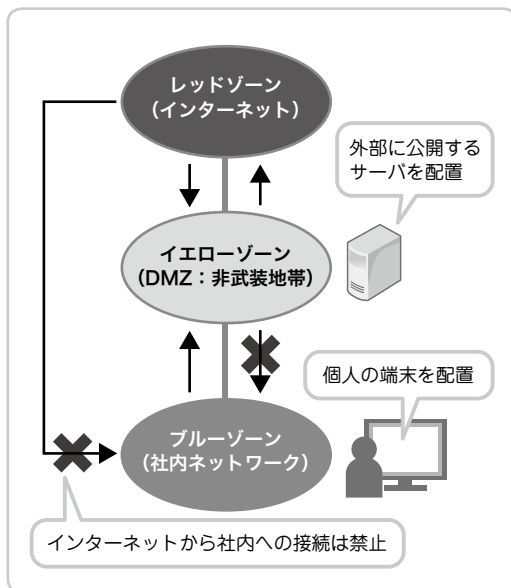 レッドゾーン
（インターネット）
外部に公開する
サーバを配置
イエローゾーン
（DMZ：非武装地帯）
個人の端末を配置
ブルーゾーン
（社内ネットワーク）
インターネットから社内への接続は禁止